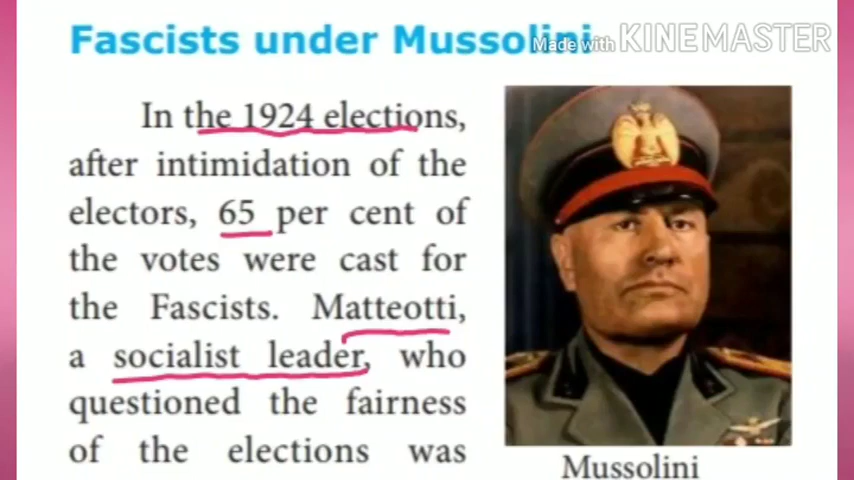 Fascists under Mussolini
Made with KINEMASTER
In the 1924 elections,
after intimidation of the
electors, 65 per cent of
the votes were cast for
the Fascists. Matteotti,
a socialist leader, who
questioned the fairness
of the elections was
Mussolini